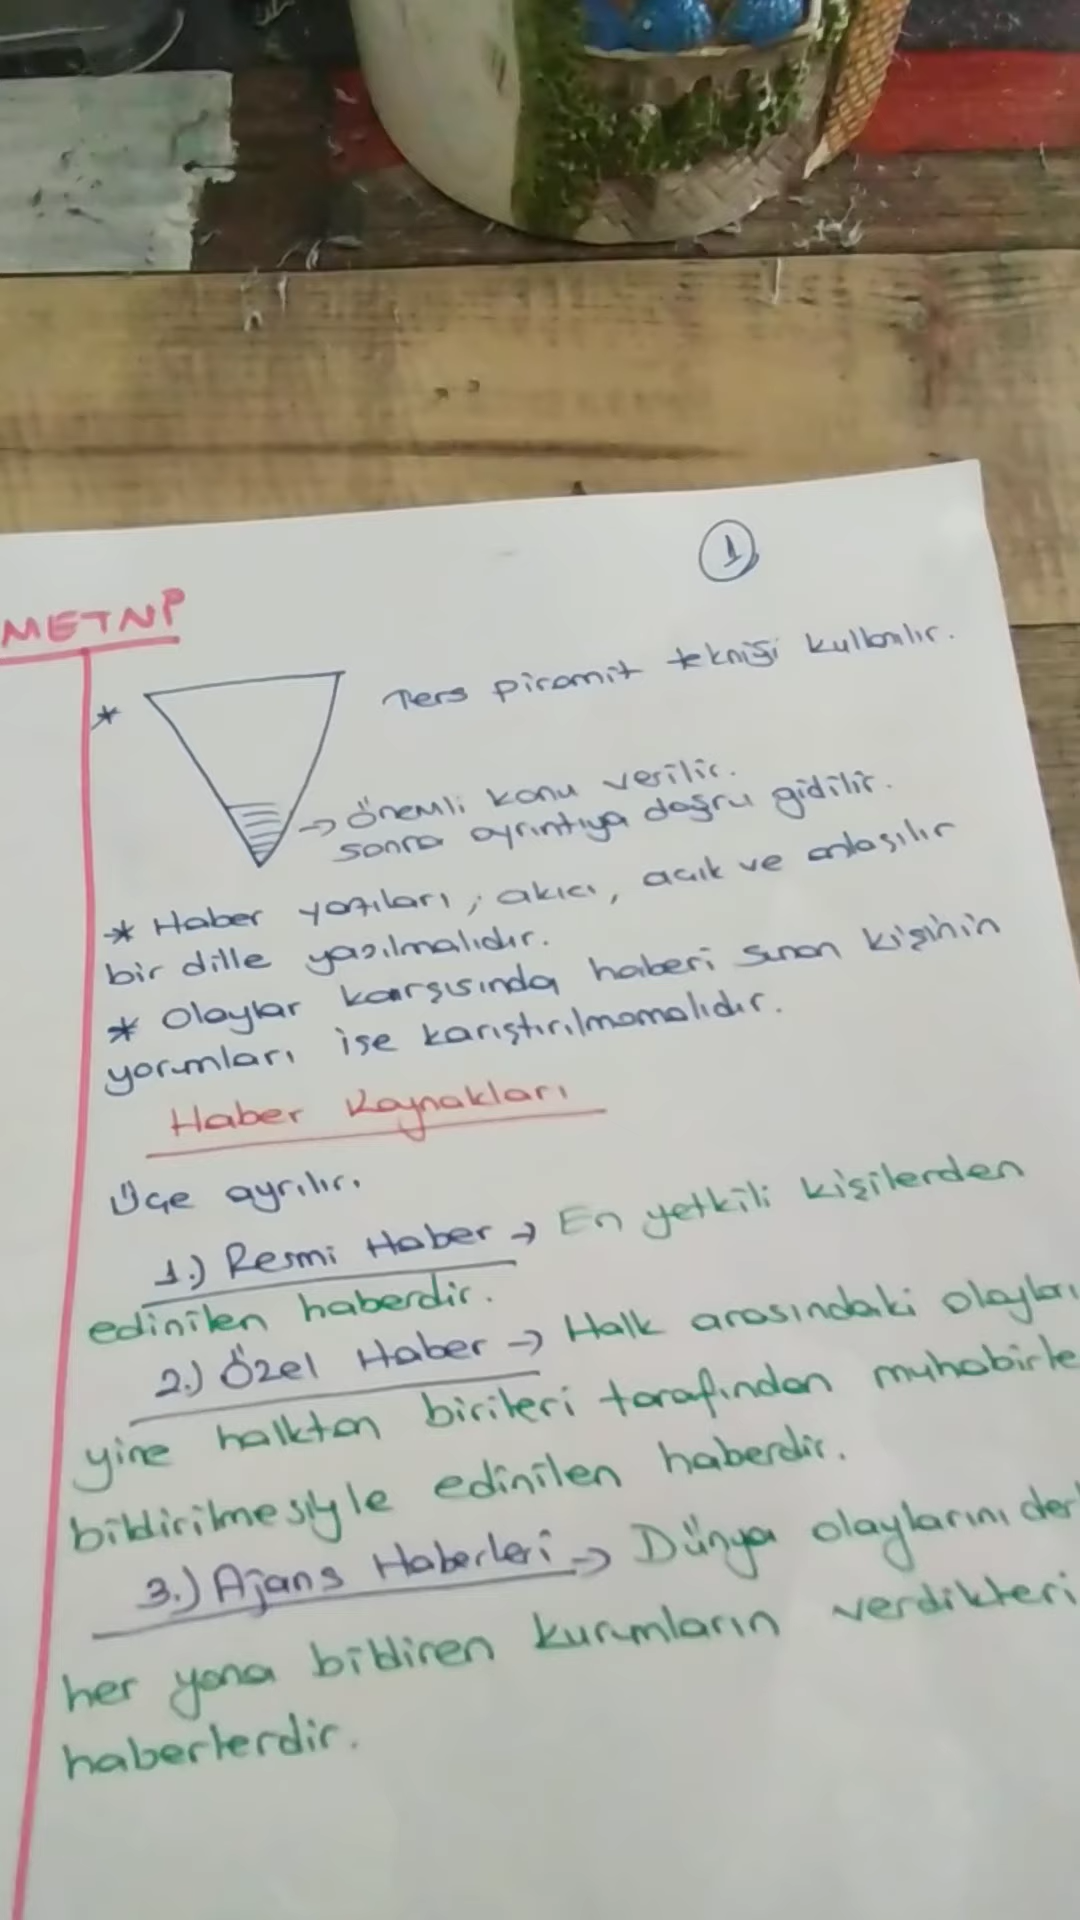 1
METNİ
* Ters piramit tekniği kullanılır.
→ Önemli konu verilir.
sonra ayrıntıya doğru gidilir.
* Haber yazıları, akıcı, açık ve anlaşılır
bir dille yazılmalıdır.
* Olaylar karşısında haberi sunan kişinin
yorumları ise karıştırılmamalıdır.
Haber Kaynakları
Üçe ayrılır.
1.) Resmi Haber → En yetkili kişilerden
edinilen haberdir.
2.) Özel Haber → Halk arasındaki olayları
yine halktan birileri tarafından muhabirle
bildirilmesiyle edinilen haberdir.
3.) Ajans Haberleri → Dünya olaylarını der
her yana bildiren kurumların verdikleri
haberlerdir.